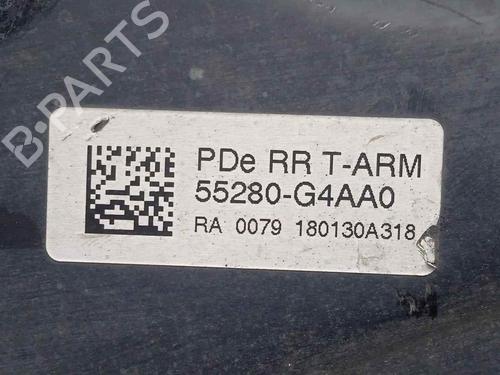 B-PARTS
PDe RR T-ARM
55280-G4AA0
RA 0079 180130A318